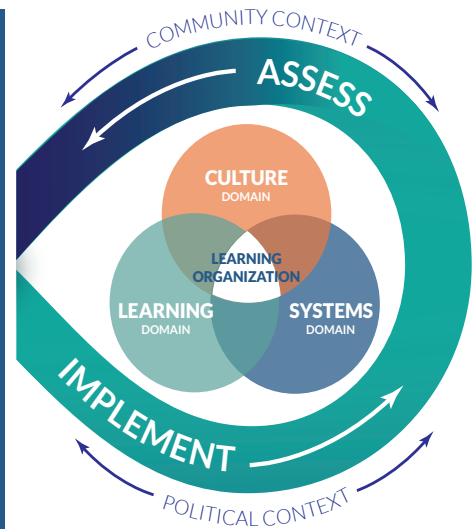 COMMUNITY CONTEXT
ASSESS
CULTURE
DOMAIN
LEARNING
ORGANIZATION
LEARNING
DOMAIN
SYSTEMS
DOMAIN
IMPLEMENT
POLITICAL CONTEXT